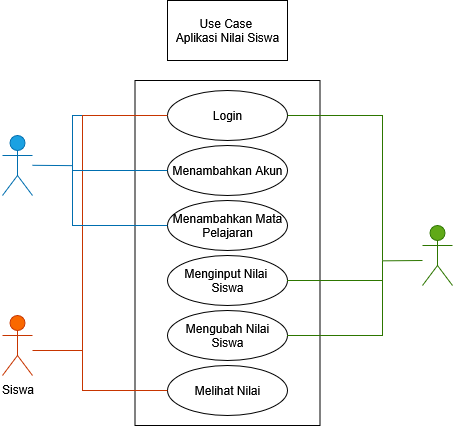 Use Case
Aplikasi Nilai Siswa
Login
Menambahkan Akun
Menambahkan Mata
Pelajaran
Menginput Nilai
Siswa
Mengubah Nilai
Siswa
Melihat Nilai
Siswa